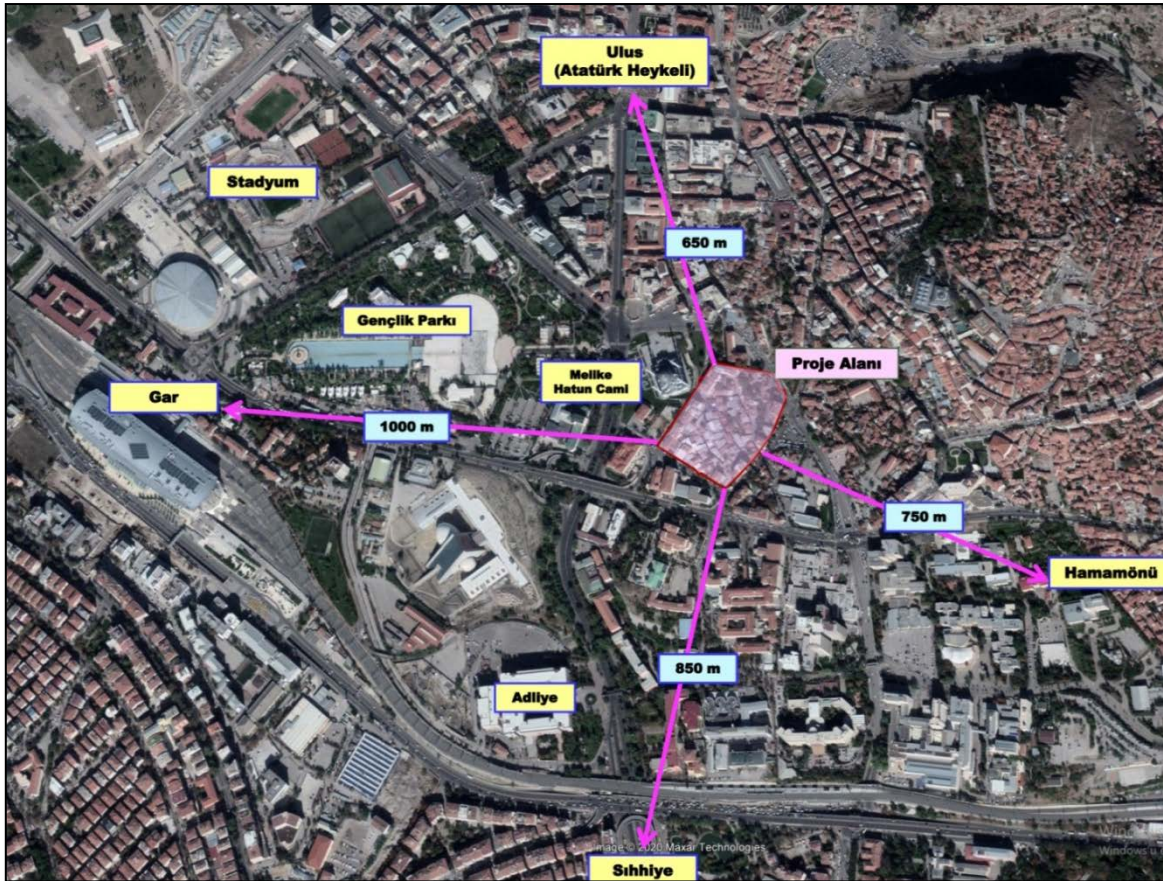 Ulus
(Atatürk Heykeli)
Stadyum
650 m
Gençlik Parkı
Proje Alanı
Melike
Hatun Cami
Gar
1000 m
750 m
Hamamönü
850 m
Adliye
Image © 2020 Maxar Technologies
Windows u
Sıhhiye